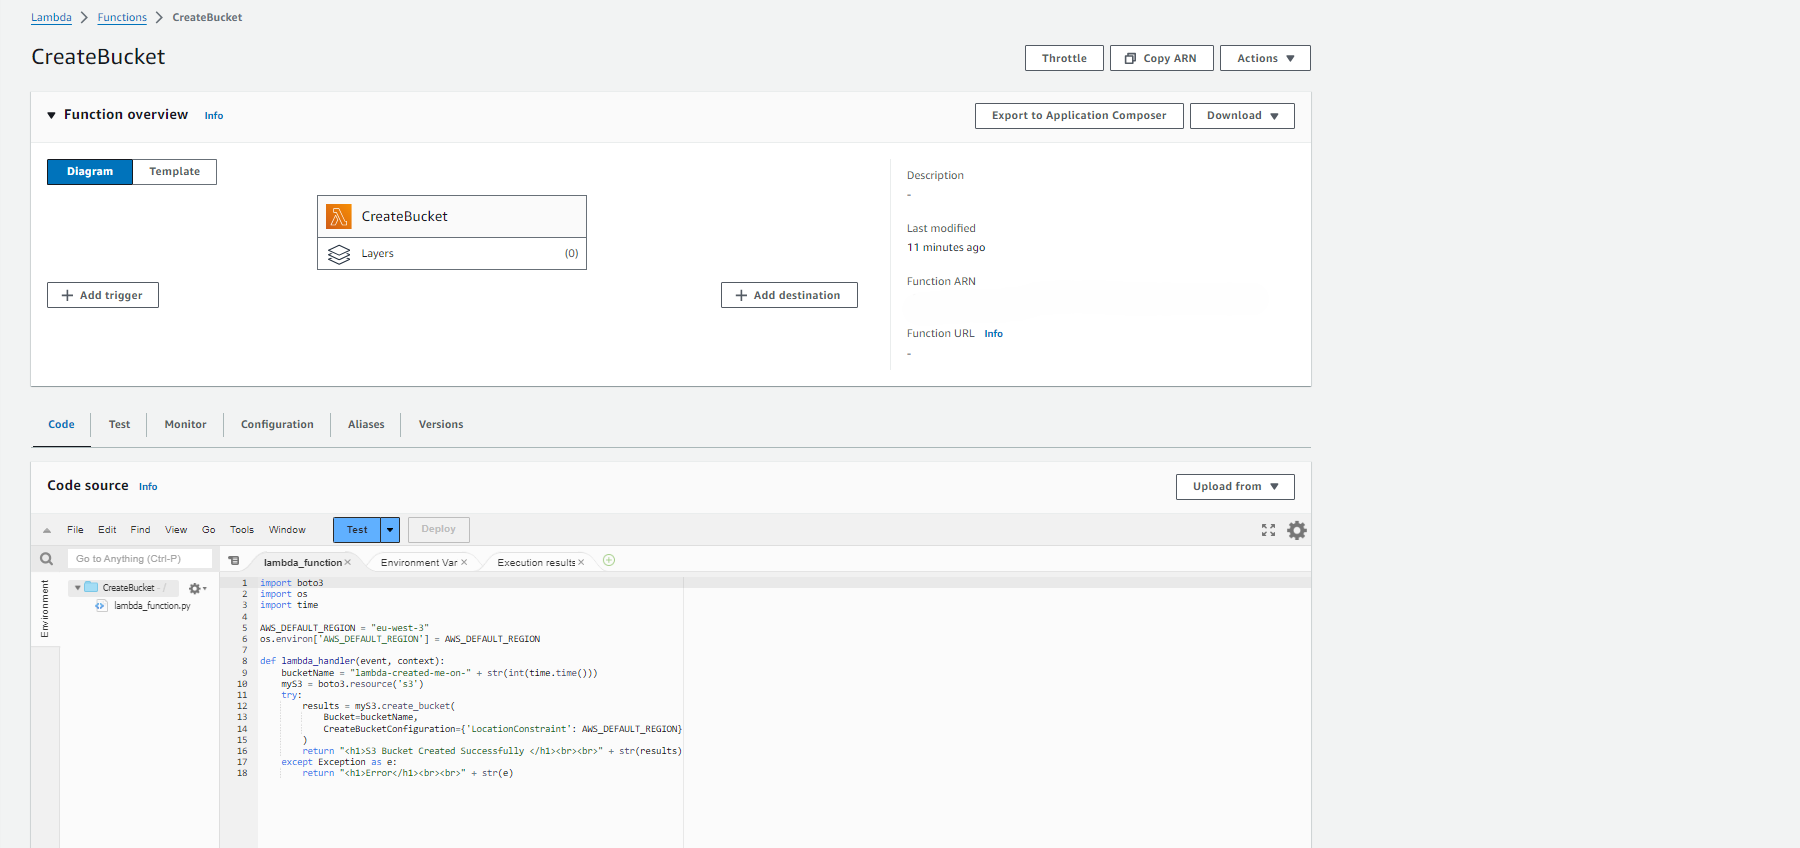 Lambda > Functions > CreateBucket
CreateBucket
Throttle
Copy ARN
Actions
Function overview Info
Export to Application Composer
Download
Diagram
Template
CreateBucket
Layers (0)
Add trigger
Add destination
Description
-
Last modified
11 minutes ago
Function ARN
Function URL Info
-
Code
Test
Monitor
Configuration
Aliases
Versions
Code source Info
Upload from
File Edit Find View Go Tools Window
Test
Deploy
Go to Anything (Ctrl-P)
lambda_function
Environment Var
Execution results
Environment
CreateBucket - /
lambda_function.py
1 import boto3
2 import os
3 import time
4
5 AWS_DEFAULT_REGION = "eu-west-3"
6 os.environ['AWS_DEFAULT_REGION'] = AWS_DEFAULT_REGION
7
8 def lambda_handler(event, context):
9     bucketName = "lambda-created-me-on-" + str(int(time.time()))
10     myS3 = boto3.resource('s3')
11     try:
12         results = myS3.create_bucket(
13             Bucket=bucketName,
14             CreateBucketConfiguration={'LocationConstraint': AWS_DEFAULT_REGION}
15         )
16         return "<h1>S3 Bucket Created Successfully </h1><br><br>" + str(results)
17     except Exception as e:
18         return "<h1>Error</h1><br><br>" + str(e)